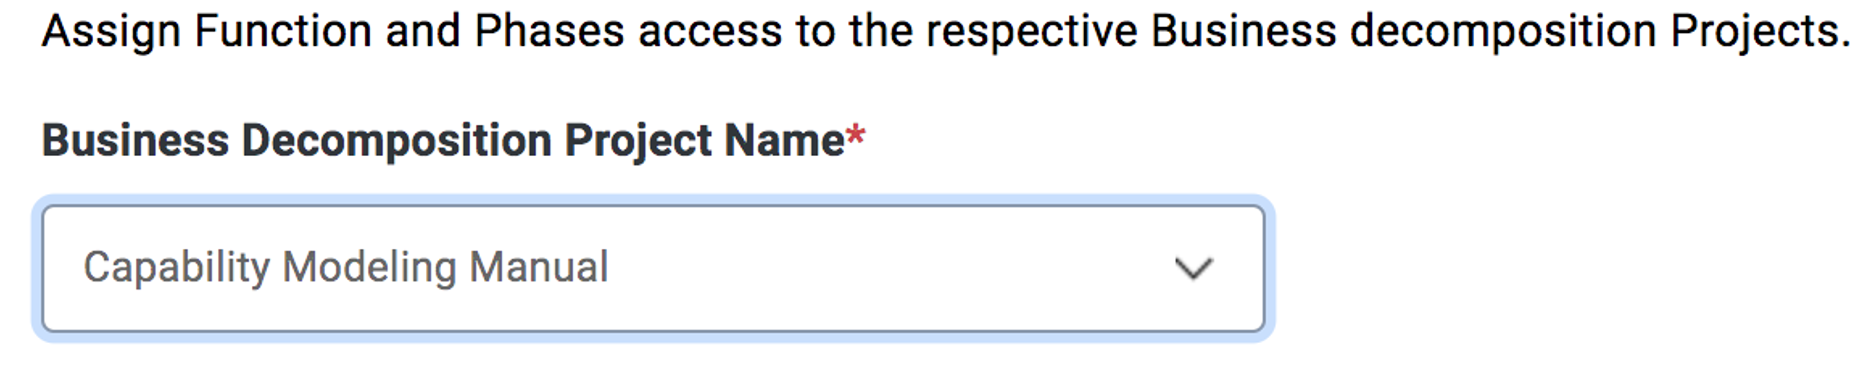 Assign Function and Phases access to the respective Business decomposition Projects.
Business Decomposition Project Name*
Capability Modeling Manual